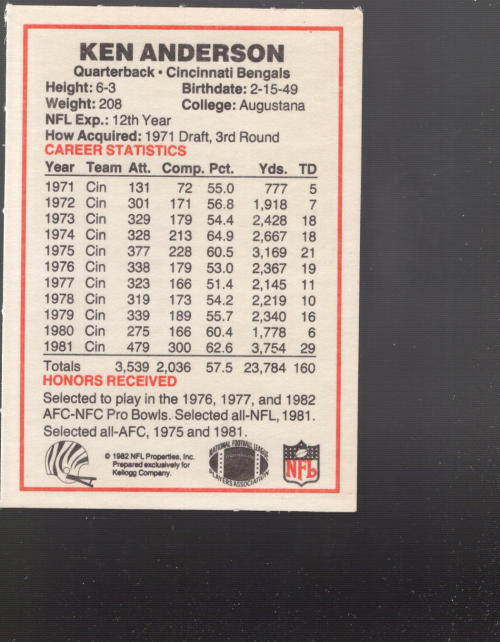 KEN ANDERSON
Quarterback • Cincinnati Bengals
Height: 6-3 Birthdate: 2-15-49
Weight: 208 College: Augustana
NFL Exp.: 12th Year
How Acquired: 1971 Draft, 3rd Round
CAREER STATISTICS
Year Team Att. Comp. Pct. Yds. TD
1971 Cin 131 72 55.0 777 5
1972 Cin 301 171 56.8 1,918 7
1973 Cin 329 179 54.4 2,428 18
1974 Cin 328 213 64.9 2,667 18
1975 Cin 377 228 60.5 3,169 21
1976 Cin 338 179 53.0 2,367 19
1977 Cin 323 166 51.4 2,145 11
1978 Cin 319 173 54.2 2,219 10
1979 Cin 339 189 55.7 2,340 16
1980 Cin 275 166 60.4 1,778 6
1981 Cin 479 300 62.6 3,754 29
Totals 3,539 2,036 57.5 23,784 160
HONORS RECEIVED
Selected to play in the 1976, 1977, and 1982
AFC-NFC Pro Bowls. Selected all-NFL, 1981.
Selected all-AFC, 1975 and 1981.
© 1982 NFL Properties, Inc.
Prepared exclusively for
Kellogg Company.
NATIONAL FOOTBALL LEAGUE
PLAYERS ASSOCIATION
NFL